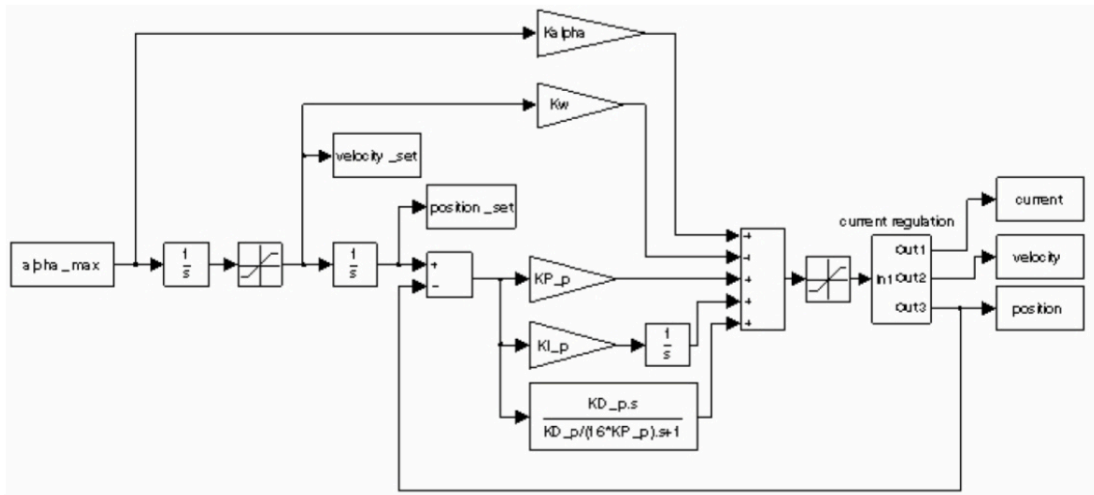 Kalpha
Kw
velocity _set
position _set
current regulation
current
alpha _max
1
s
1
s
+
-
KP_p
+
+
+
+
+
In1
Out1
Out2
Out3
velocity
position
KI_p
1
s
KD_p.s
KD_p/(16*KP_p).s+1